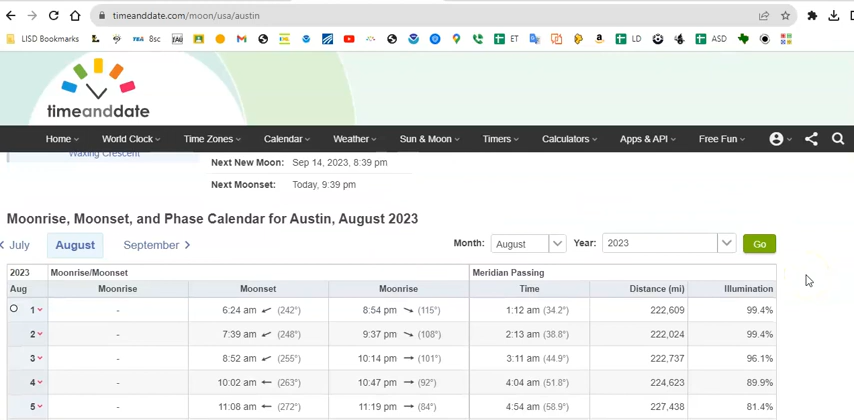 timeanddate.com/moon/usa/austin
LISD Bookmarks L TEA 8sc FAQ ET LD ASD
timeanddate
Home World Clock Time Zones Calendar Weather Sun & Moon Timers Calculators Apps & API Free Fun
Waxing Crescent
Next New Moon: Sep 14, 2023, 8:39 pm
Next Moonset: Today, 9:39 pm
Moonrise, Moonset, and Phase Calendar for Austin, August 2023
July August September Month: August Year: 2023 Go
2023 Moonrise/Moonset Meridian Passing
Aug Moonrise Moonset Moonrise Time Distance (mi) Illumination
1 - 6:24 am (242°) 8:54 pm (115°) 1:12 am (34.2°) 222,609 99.4%
2 - 7:39 am (248°) 9:37 pm (108°) 2:13 am (38.8°) 222,024 99.4%
3 - 8:52 am (255°) 10:14 pm (101°) 3:11 am (44.9°) 222,737 96.1%
4 - 10:02 am (263°) 10:47 pm (92°) 4:04 am (51.8°) 224,623 89.9%
5 - 11:08 am (272°) 11:19 pm (84°) 4:54 am (58.9°) 227,438 81.4%